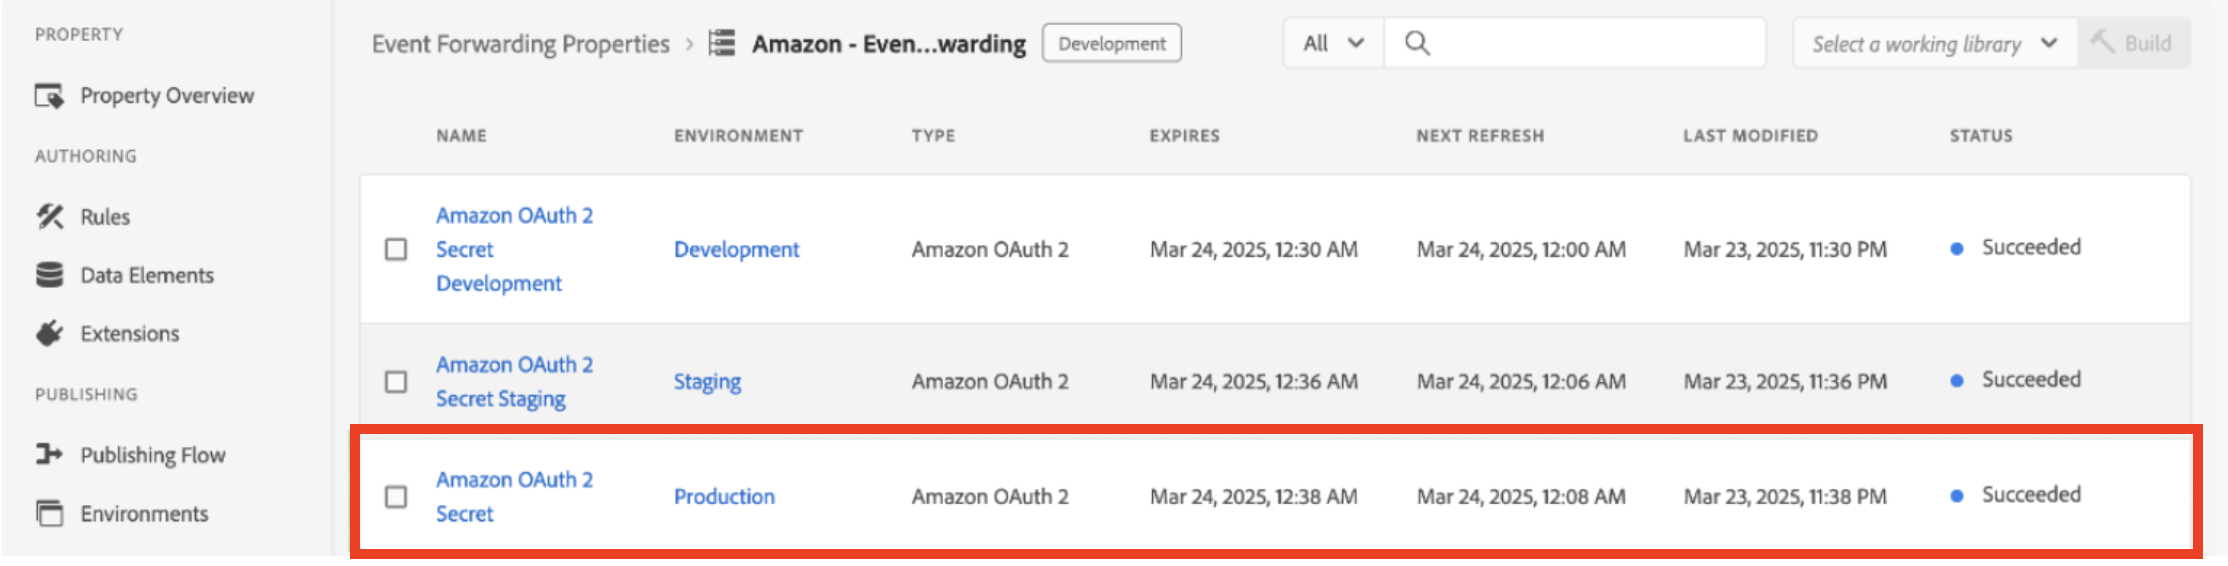 PROPERTY
Property Overview
AUTHORING
Rules
Data Elements
Extensions
PUBLISHING
Publishing Flow
Environments
Event Forwarding Properties > Amazon - Even...warding Development All Select a working library Build
NAME ENVIRONMENT TYPE EXPIRES NEXT REFRESH LAST MODIFIED STATUS
Amazon OAuth 2
Secret
Development
Development Amazon OAuth 2 Mar 24, 2025, 12:30 AM Mar 24, 2025, 12:00 AM Mar 23, 2025, 11:30 PM Succeeded
Amazon OAuth 2
Secret Staging
Staging Amazon OAuth 2 Mar 24, 2025, 12:36 AM Mar 24, 2025, 12:06 AM Mar 23, 2025, 11:36 PM Succeeded
Amazon OAuth 2
Secret
Production Amazon OAuth 2 Mar 24, 2025, 12:38 AM Mar 24, 2025, 12:08 AM Mar 23, 2025, 11:38 PM Succeeded